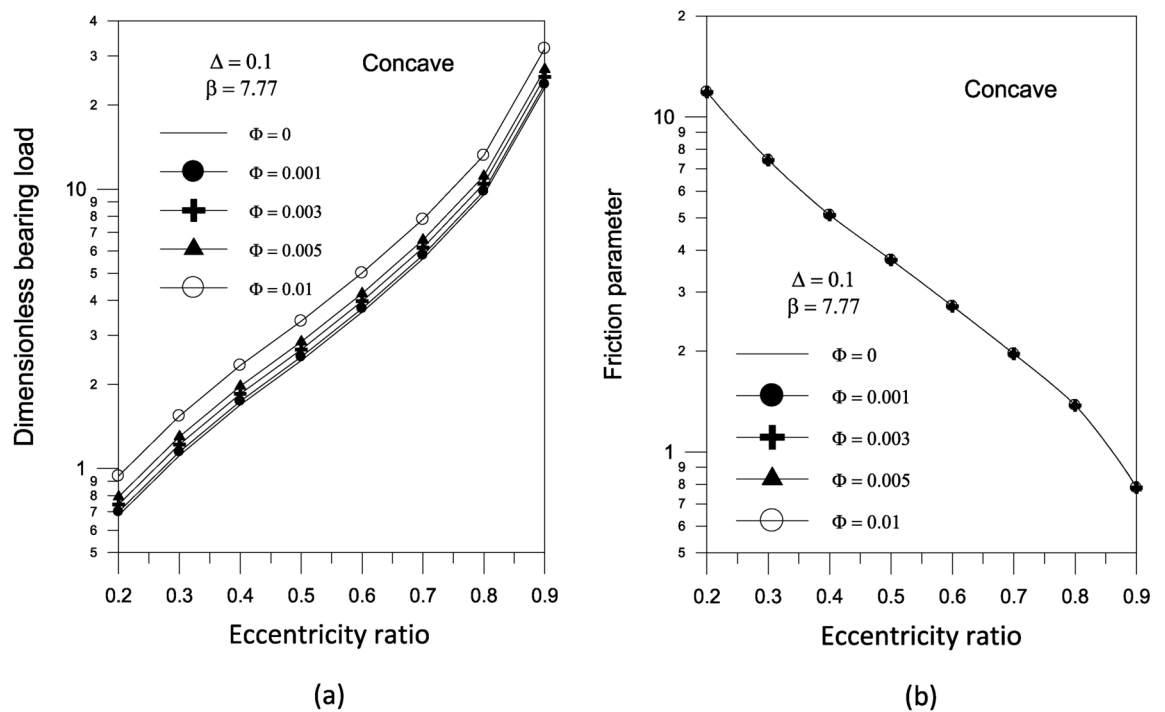 4
3
2
10
9
8
7
6
5
4
3
2
1
9
8
7
6
5
Dimensionless bearing load
Δ = 0.1
β = 7.77
Concave
Φ = 0
Φ = 0.001
Φ = 0.003
Φ = 0.005
Φ = 0.01
0.2 0.3 0.4 0.5 0.6 0.7 0.8 0.9
Eccentricity ratio
(a)
2
10
9
8
7
6
5
4
3
2
1
9
8
7
6
5
Friction parameter
Concave
Δ = 0.1
β = 7.77
Φ = 0
Φ = 0.001
Φ = 0.003
Φ = 0.005
Φ = 0.01
0.2 0.3 0.4 0.5 0.6 0.7 0.8 0.9
Eccentricity ratio
(b)